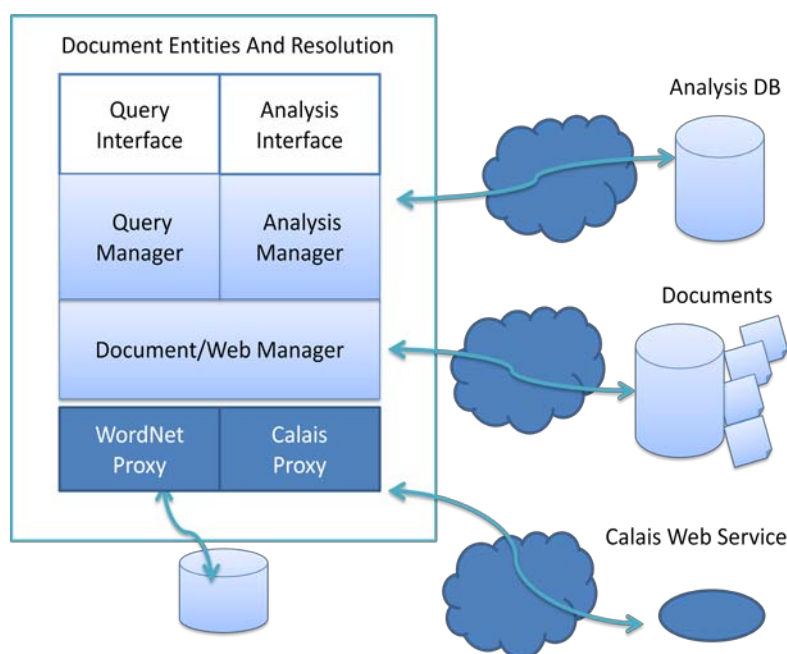 Document Entities And Resolution
Query
Interface
Analysis
Interface
Query
Manager
Analysis
Manager
Document/Web Manager
WordNet
Proxy
Calais
Proxy
Analysis DB
Documents
Calais Web Service